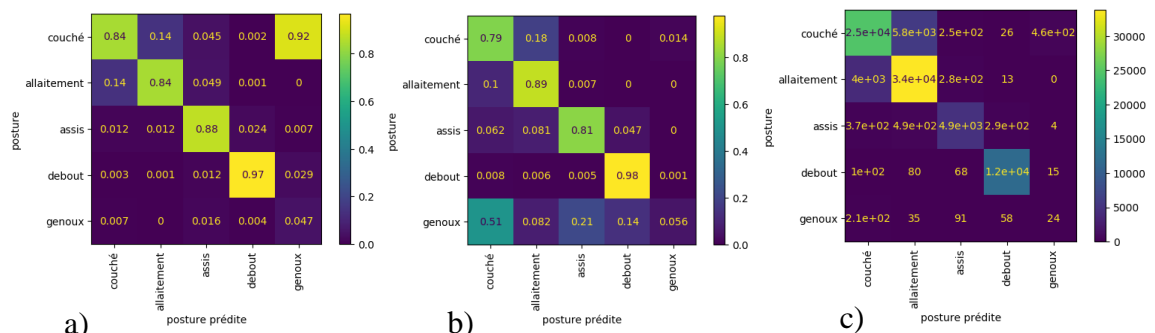 couché 0.84 0.14 0.045 0.002 0.92
allaitement 0.14 0.84 0.049 0.001 0
assis 0.012 0.012 0.88 0.024 0.007
debout 0.003 0.001 0.012 0.97 0.029
genoux 0.007 0 0.016 0.004 0.047
posture
couché allaitement assis debout genoux
posture prédite
0.8
0.6
0.4
0.2
0.0
a)
couché 0.79 0.18 0.008 0 0.014
allaitement 0.1 0.89 0.007 0 0
assis 0.062 0.081 0.81 0.047 0
debout 0.008 0.006 0.005 0.98 0.001
genoux 0.51 0.082 0.21 0.14 0.056
posture
couché allaitement assis debout genoux
posture prédite
0.8
0.6
0.4
0.2
0.0
b)
couché 2.5e+04 5.8e+03 2.5e+02 26 4.6e+02
allaitement 4e+03 3.4e+04 2.8e+02 13 0
assis 3.7e+02 4.9e+02 4.9e+03 2.9e+02 4
debout 1e+02 80 68 1.2e+04 15
genoux 2.1e+02 35 91 58 24
couché allaitement assis debout genoux
posture prédite
30000
25000
20000
15000
10000
5000
0
c)